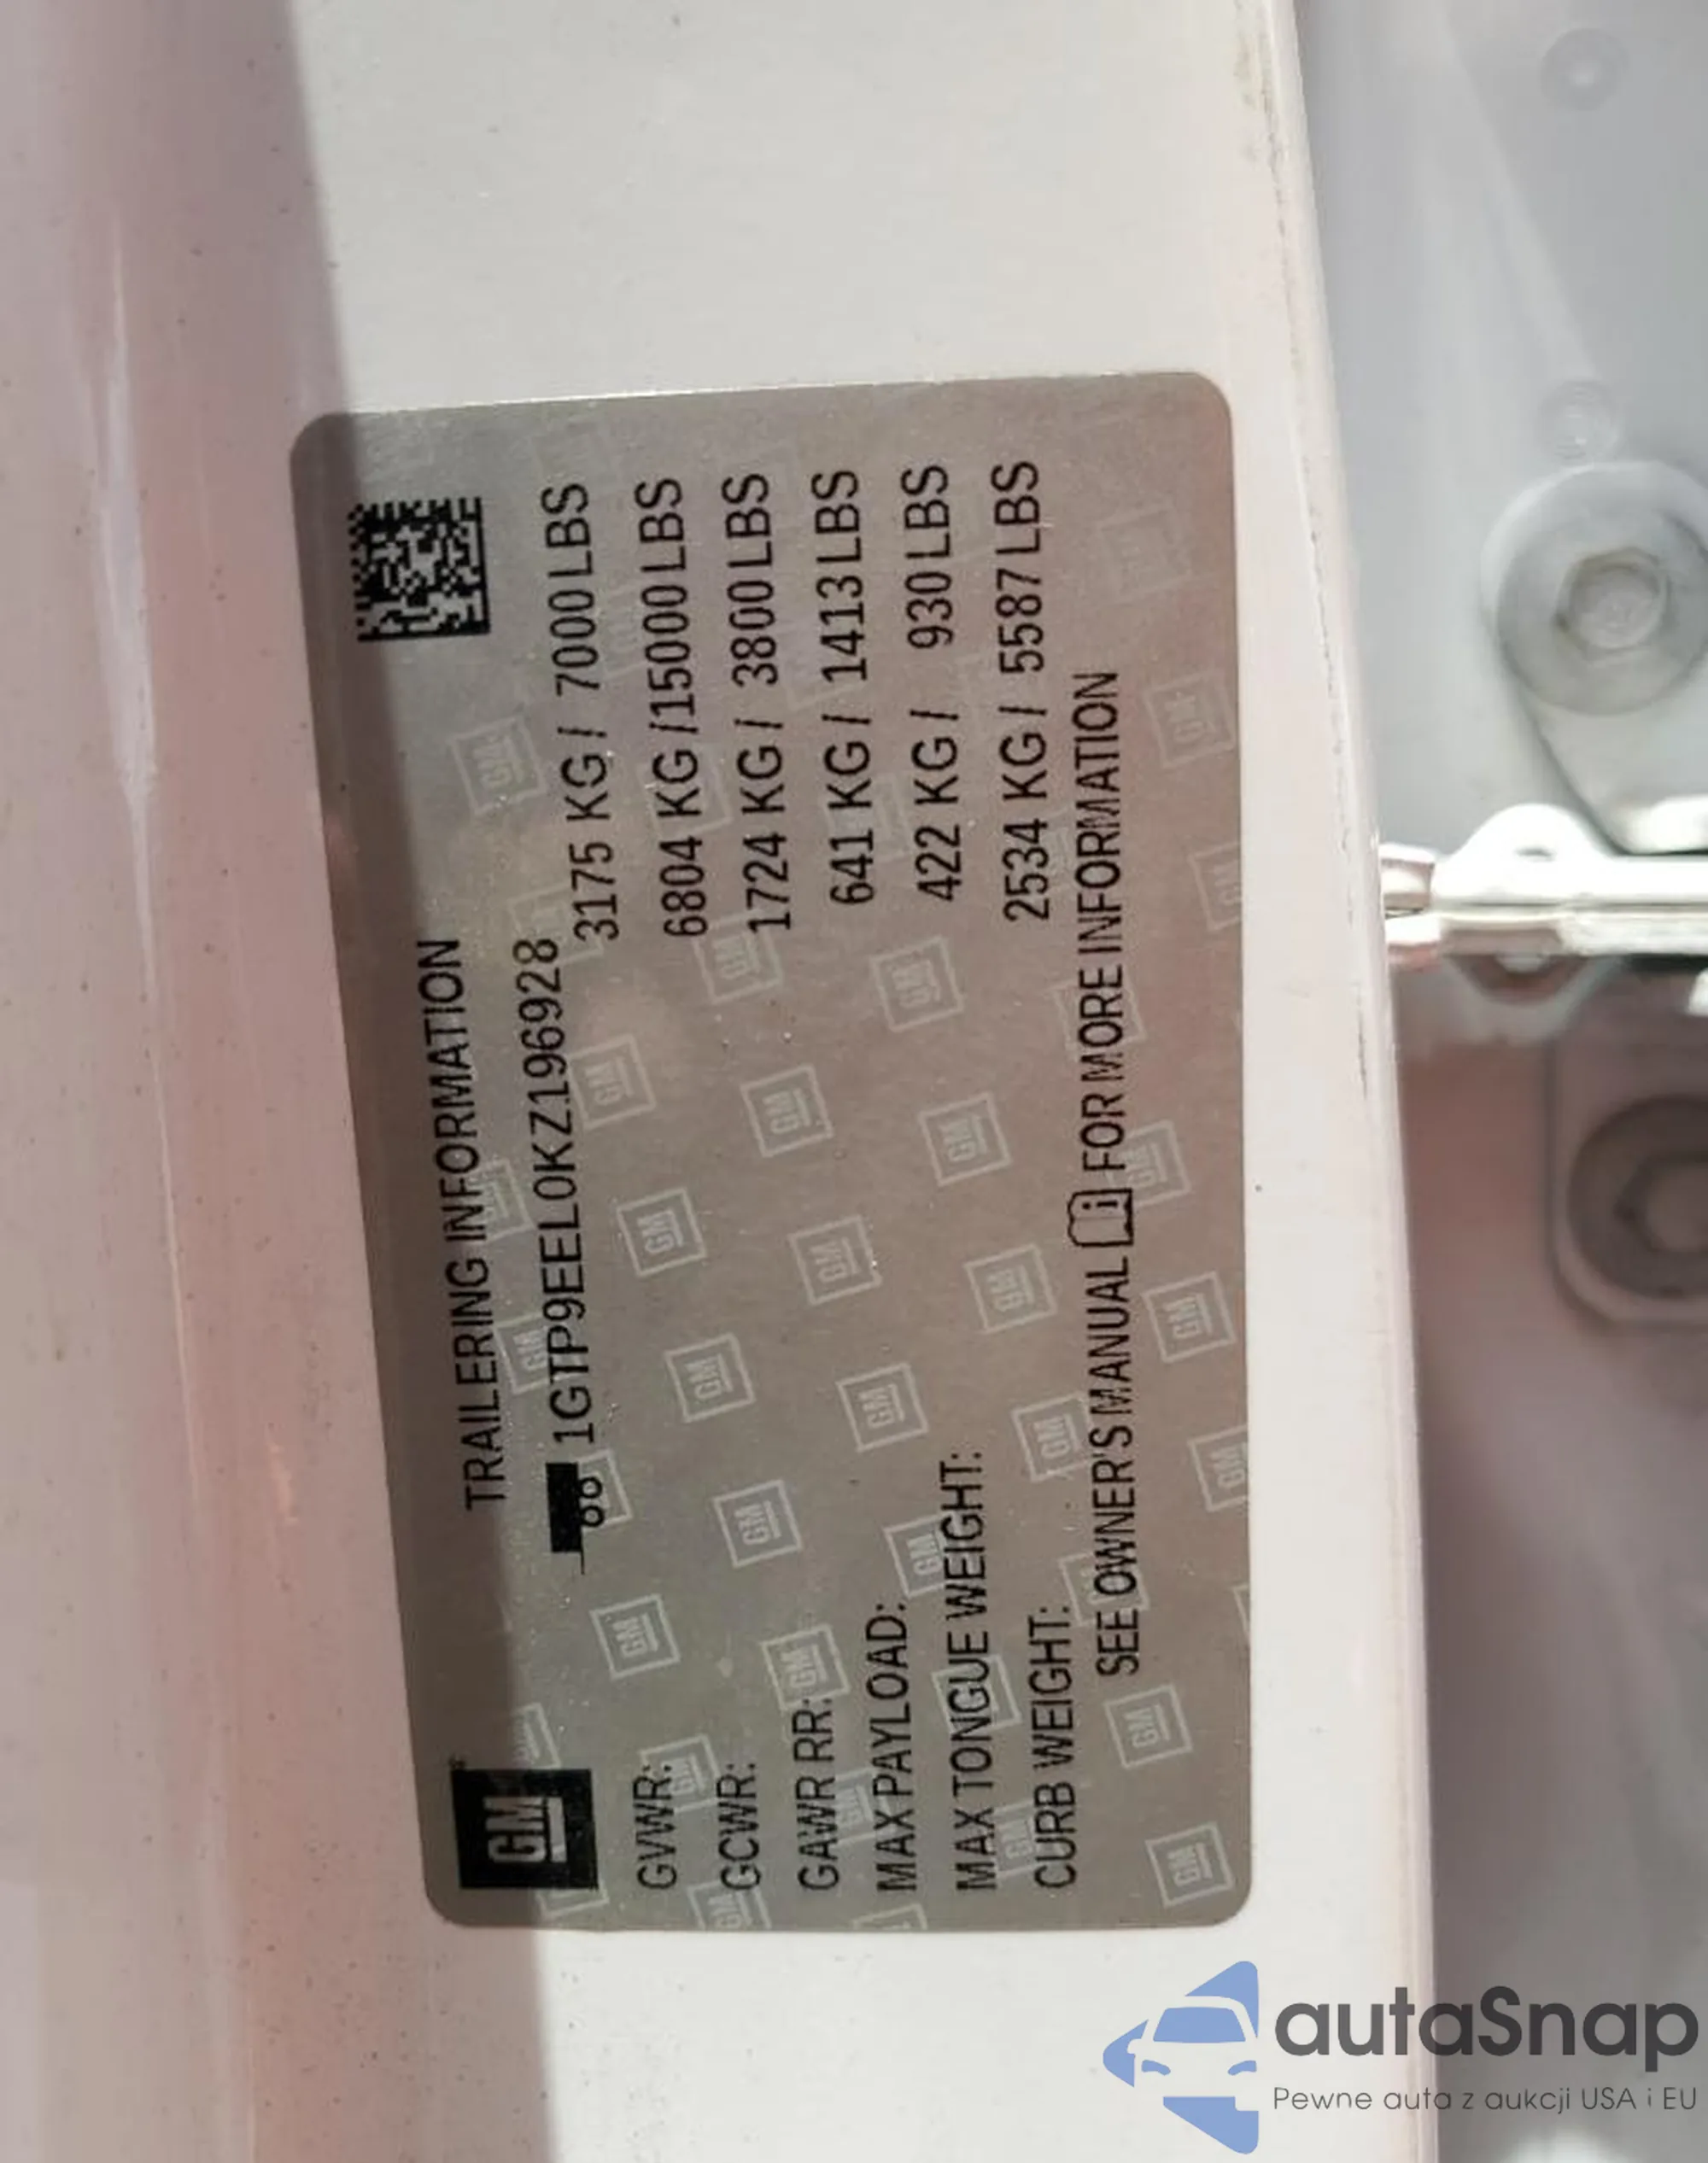 TRAILERING INFORMATION
1GTP9EEL0KZ196928
GM
GVWR: 3175 KG / 7000 LBS
GCWR: 6804 KG /15000 LBS
GAWR RR: 1724 KG / 3800 LBS
MAX PAYLOAD: 641 KG / 1413 LBS
MAX TONGUE WEIGHT: 422 KG / 930 LBS
CURB WEIGHT: 2534 KG / 5587 LBS
SEE OWNER'S MANUAL i FOR MORE INFORMATION
autaSnap
Pewne auta z aukcji USA i EU